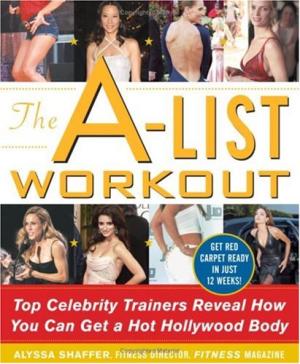 The A-LIST
WORKOUT
GET RED
CARPET READY
IN JUST
12 WEEKS!
Top Celebrity Trainers Reveal How
You Can Get a Hot Hollywood Body
ALYSSA SHAFFER, FITNESS DIRECTOR, FITNESS MAGAZINE